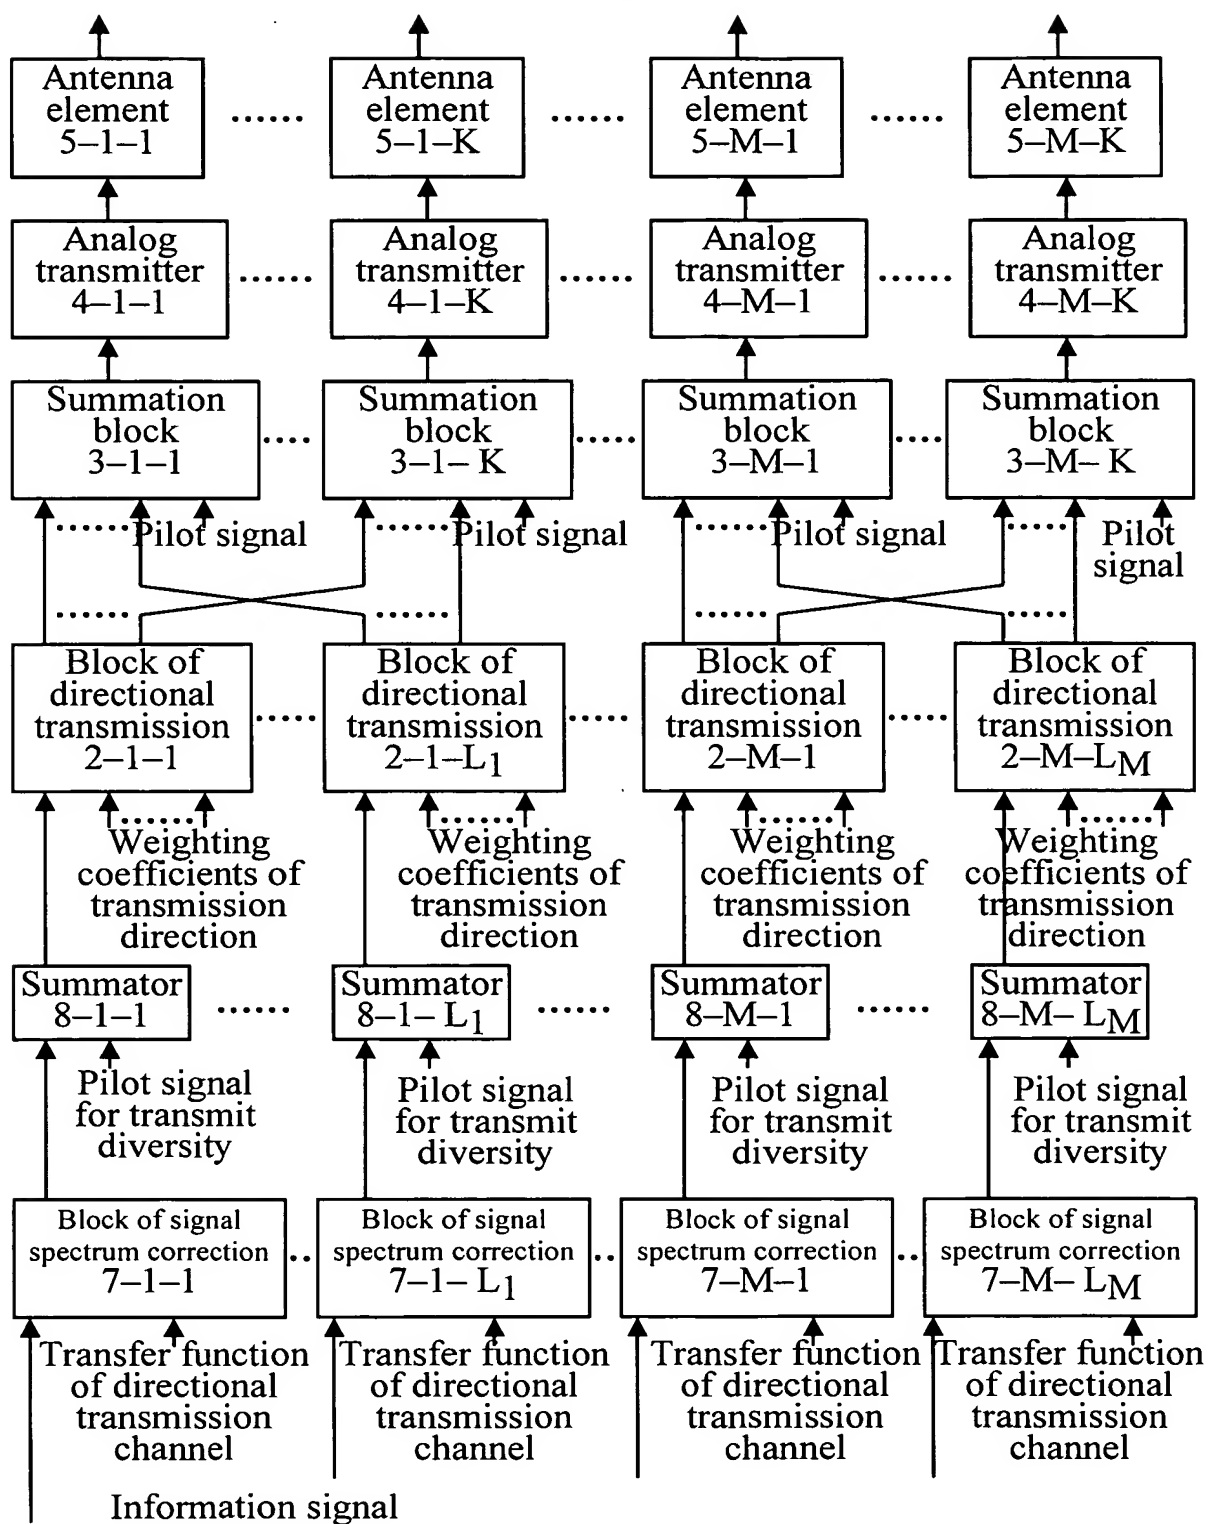 Antenna
element
5–1–1
Antenna
element
5–1–K
Antenna
element
5–M–1
Antenna
element
5–M–K
Analog
transmitter
4–1–1
Analog
transmitter
4–1–K
Analog
transmitter
4–M–1
Analog
transmitter
4–M–K
Summation
block
3–1–1
Summation
block
3–1– K
Summation
block
3–M–1
Summation
block
3–M– K
Pilot signal
Pilot signal
Pilot signal
Pilot
signal
Block of
directional
transmission
2–1–1
Block of
directional
transmission
2–1–L1
Block of
directional
transmission
2–M–1
Block of
directional
transmission
2–M–LM
Weighting
coefficients of
transmission
direction
Weighting
coefficients of
transmission
direction
Weighting
coefficients of
transmission
direction
Weighting
coefficients of
transmission
direction
Summator
8–1–1
Summator
8–1– L1
Summator
8–M–1
Summator
8–M– LM
Pilot signal
for transmit
diversity
Pilot signal
for transmit
diversity
Pilot signal
for transmit
diversity
Pilot signal
for transmit
diversity
Block of signal
spectrum correction
7–1–1
Block of signal
spectrum correction
7–1– L1
Block of signal
spectrum correction
7–M–1
Block of signal
spectrum correction
7–M– LM
Transfer function
of directional
transmission
channel
Transfer function
of directional
transmission
channel
Transfer function
of directional
transmission
channel
Transfer function
of directional
transmission
channel
Information signal